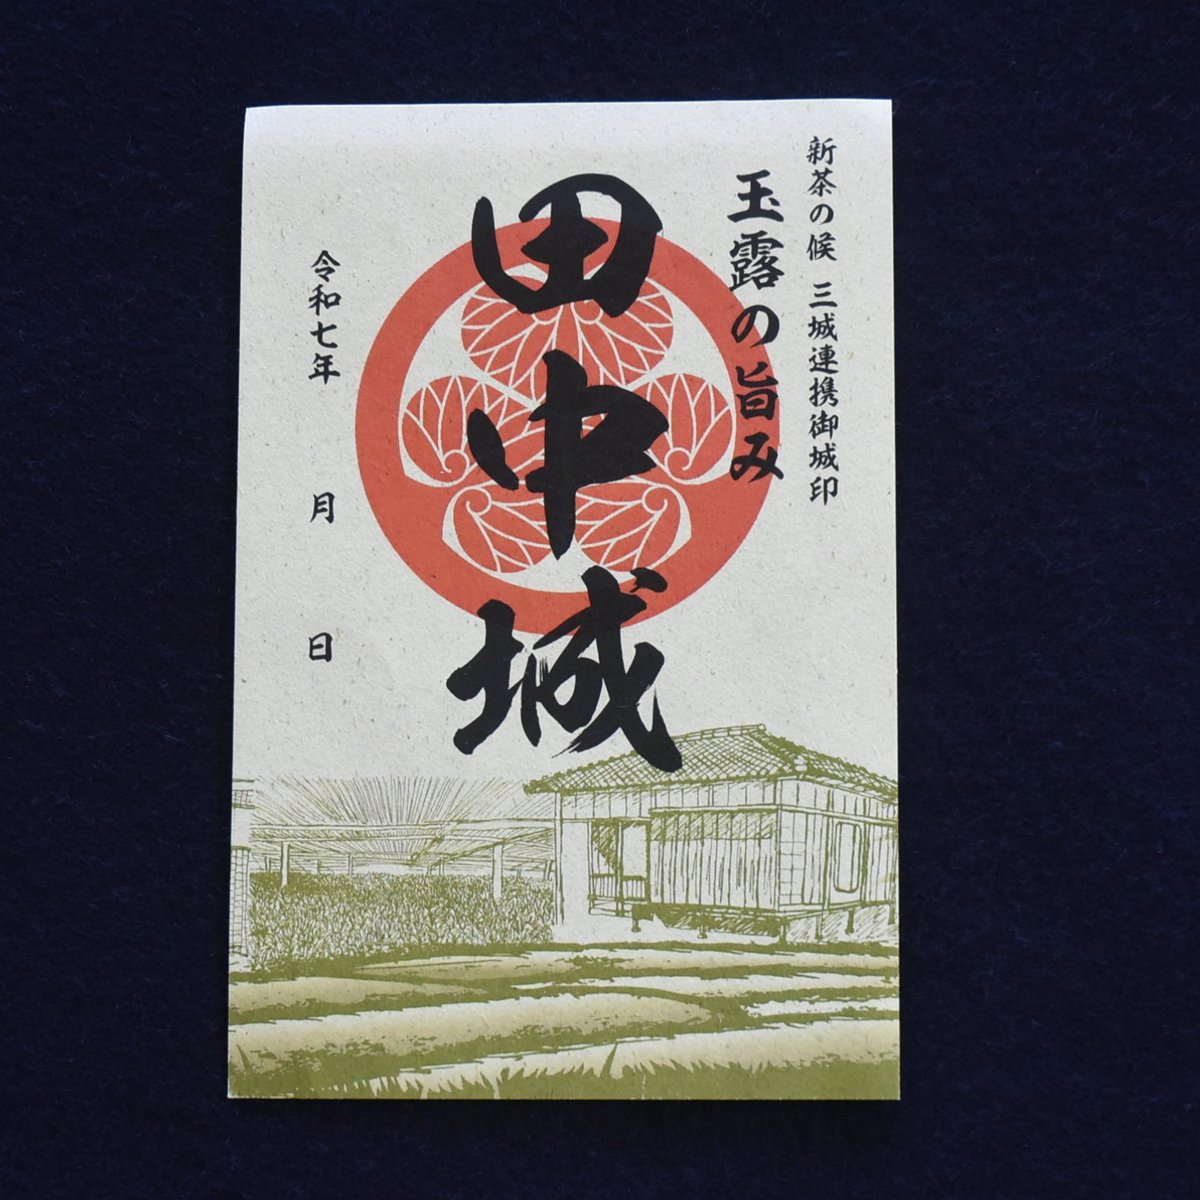 新茶の候 三城連携御城印
玉露の旨み
田中城
令和七年 月 日